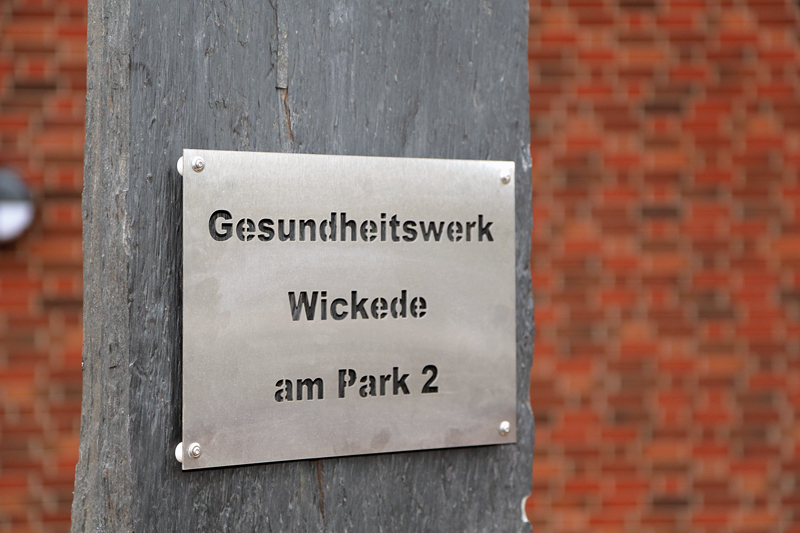 Gesundheitswerk
Wickede
am Park 2